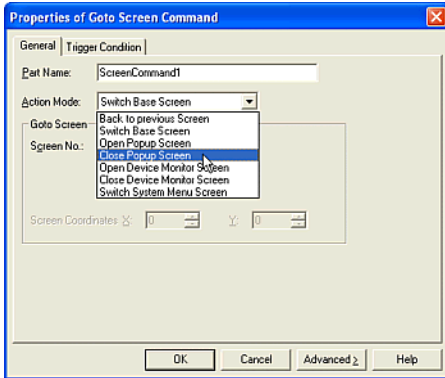 Properties of Goto Screen Command
General
Trigger Condition
Part Name:
ScreenCommand1
Action Mode:
Switch Base Screen
Goto Screen
Back to previous Screen
Switch Base Screen
Screen No.:
Open Popup Screen
Close Popup Screen
Open Device Monitor Screen
Close Device Monitor Screen
Switch System Menu Screen
Screen Coordinates X: 0 Y: 0
OK Cancel Advanced > Help